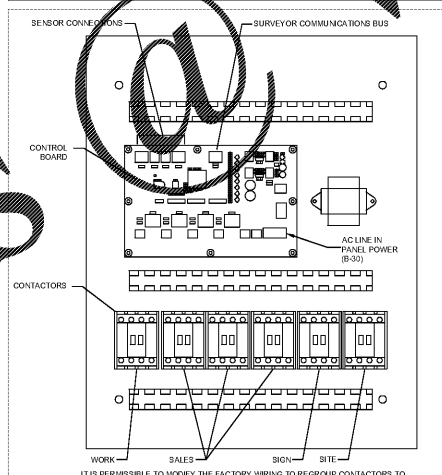 SENSOR CONNECTIONS
SURVEYOR COMMUNICATIONS BUS
CONTROL
BOARD
AC LINE IN
PANEL POWER
(B-30)
CONTACTORS
WORK
SALES
SIGN
SITE
IT IS PERMISSIBLE TO MODIFY THE FACTORY WIRING TO REGROUP CONTACTORS TO